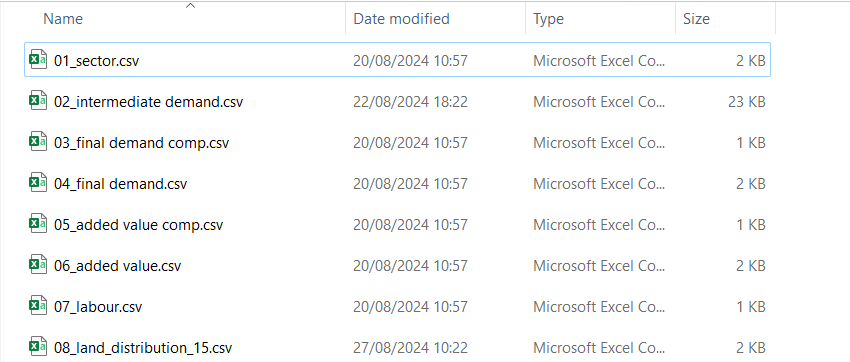 Name Date modified Type Size
01_sector.csv 20/08/2024 10:57 Microsoft Excel Co... 2 KB
02_intermediate demand.csv 22/08/2024 18:22 Microsoft Excel Co... 23 KB
03_final demand comp.csv 20/08/2024 10:57 Microsoft Excel Co... 1 KB
04_final demand.csv 20/08/2024 10:57 Microsoft Excel Co... 2 KB
05_added value comp.csv 20/08/2024 10:57 Microsoft Excel Co... 1 KB
06_added value.csv 20/08/2024 10:57 Microsoft Excel Co... 2 KB
07_labour.csv 20/08/2024 10:57 Microsoft Excel Co... 1 KB
08_land_distribution_15.csv 27/08/2024 10:22 Microsoft Excel Co... 2 KB